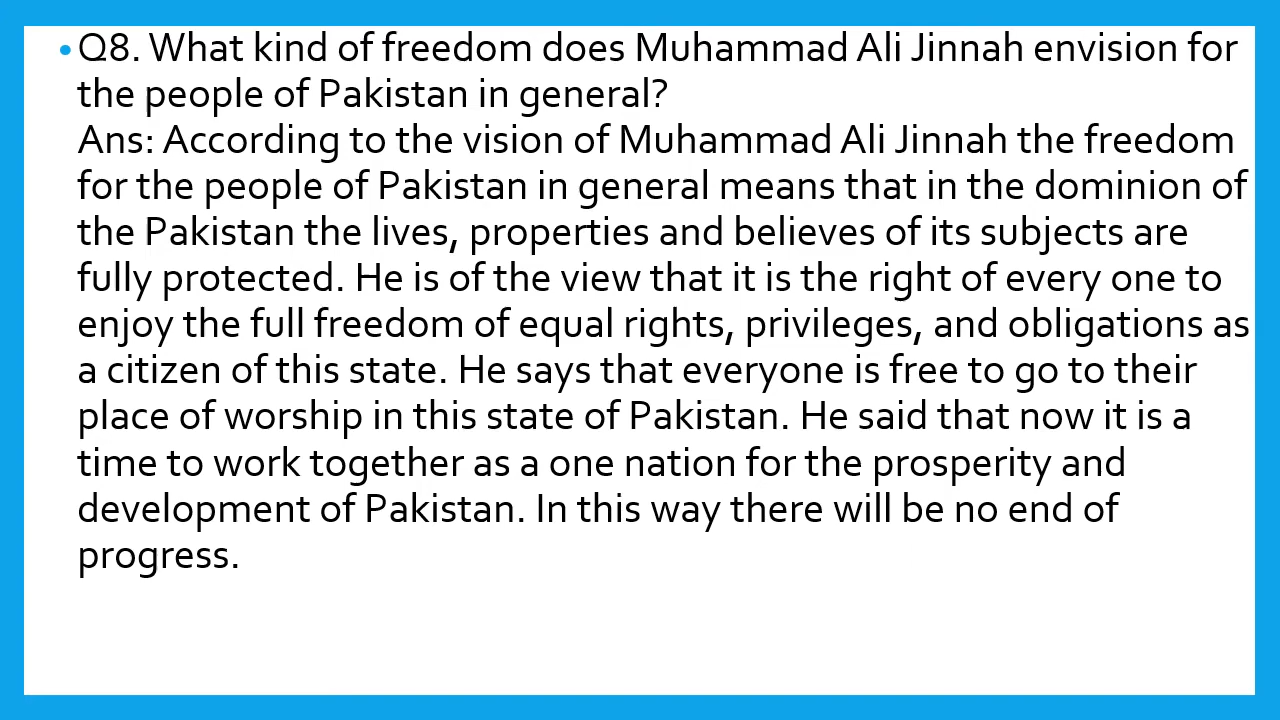 •Q8. What kind of freedom does Muhammad Ali Jinnah envision for
the people of Pakistan in general?
Ans: According to the vision of Muhammad Ali Jinnah the freedom
for the people of Pakistan in general means that in the dominion of
the Pakistan the lives, properties and believes of its subjects are
fully protected. He is of the view that it is the right of every one to
enjoy the full freedom of equal rights, privileges, and obligations as
a citizen of this state. He says that everyone is free to go to their
place of worship in this state of Pakistan. He said that now it is a
time to work together as a one nation for the prosperity and
development of Pakistan. In this way there will be no end of
progress.